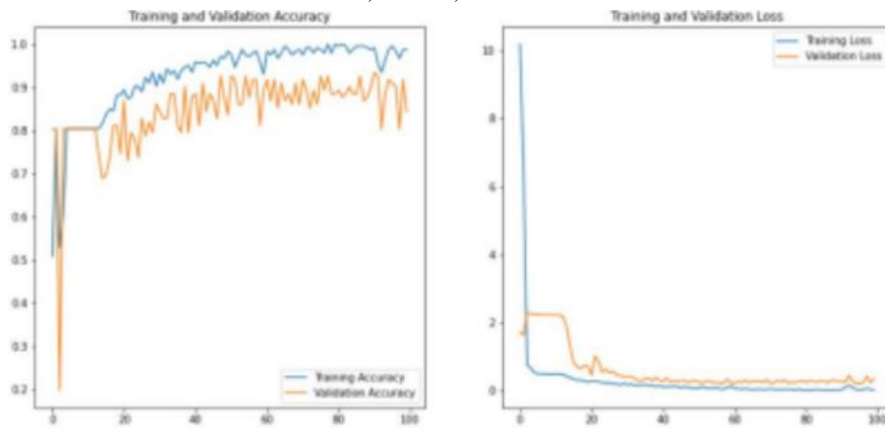 Training and Validation Accuracy
1.0
0.9
0.8
0.7
0.6
0.5
0.4
0.3
0.2
0 20 40 60 80 100
Training Accuracy
Validation Accuracy
Training and Validation Loss
10
8
6
4
2
0
0 20 40 60 80 100
Training Loss
Validation Loss